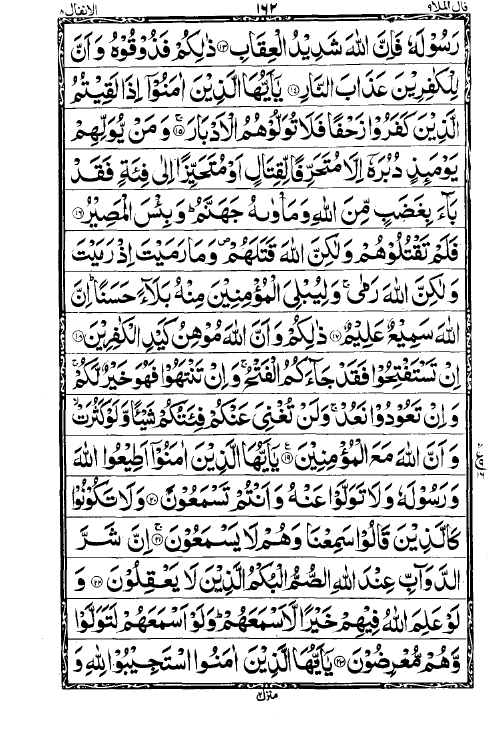 قال الملا٩ ١٦٢ الانفال ٨
رَسُوْلَهٗ فَاِنَّ اللّٰهَ شَدِيْدُ الْعِقَابِ ﴿۱۳﴾ ذٰلِكُمْ فَذُوْقُوْهُ وَ اَنَّ
لِلْكٰفِرِيْنَ عَذَابَ النَّارِ ﴿۱۴﴾ يٰۤاَيُّهَا الَّذِيْنَ اٰمَنُوْۤا اِذَا لَقِيْتُمُ
الَّذِيْنَ كَفَرُوْا زَحْفًا فَلَا تُوَلُّوْهُمُ الْاَدْبَارَ ﴿۱۵﴾ وَ مَنْ يُّوَلِّهِمْ
يَوْمَىِٕذٍ دُبُرَهٗۤ اِلَّا مُتَحَرِّفًا لِّقِتَالٍ اَوْ مُتَحَيِّزًا اِلٰى فِئَةٍ فَقَدْ
بَآءَ بِغَضَبٍ مِّنَ اللّٰهِ وَ مَاْوٰىهُ جَهَنَّمُ ؕ وَ بِئْسَ الْمَصِيْرُ ﴿۱۶﴾
فَلَمْ تَقْتُلُوْهُمْ وَ لٰكِنَّ اللّٰهَ قَتَلَهُمْ ۪ وَ مَا رَمَيْتَ اِذْ رَمَيْتَ
وَ لٰكِنَّ اللّٰهَ رَمٰى ۚ وَ لِيُبْلِيَ الْمُؤْمِنِيْنَ مِنْهُ بَلَآءً حَسَنًا ؕ اِنَّ
اللّٰهَ سَمِيْعٌ عَلِيْمٌ ﴿۱۷﴾ ذٰلِكُمْ وَ اَنَّ اللّٰهَ مُوْهِنُ كَيْدِ الْكٰفِرِيْنَ ﴿۱۸﴾
اِنْ تَسْتَفْتِحُوْا فَقَدْ جَآءَكُمُ الْفَتْحُ ۚ وَ اِنْ تَنْتَهُوْا فَهُوَ خَيْرٌ لَّكُمْ ۚ
وَ اِنْ تَعُوْدُوْا نَعُدْ ۚ وَ لَنْ تُغْنِيَ عَنْكُمْ فِئَتُكُمْ شَيْـًٔا وَّ لَوْ كَثُرَتْ ۙ
وَ اَنَّ اللّٰهَ مَعَ الْمُؤْمِنِيْنَ ﴿۱۹﴾ يٰۤاَيُّهَا الَّذِيْنَ اٰمَنُوْۤا اَطِيْعُوا اللّٰهَ
وَ رَسُوْلَهٗ وَ لَا تَوَلَّوْا عَنْهُ وَ اَنْتُمْ تَسْمَعُوْنَ ﴿۲۰﴾ وَ لَا تَكُوْنُوْا
كَالَّذِيْنَ قَالُوْا سَمِعْنَا وَ هُمْ لَا يَسْمَعُوْنَ ﴿۲۱﴾ اِنَّ شَرَّ
الدَّوَآبِّ عِنْدَ اللّٰهِ الصُّمُّ الْبُكْمُ الَّذِيْنَ لَا يَعْقِلُوْنَ ﴿۲۲﴾ وَ
لَوْ عَلِمَ اللّٰهُ فِيْهِمْ خَيْرًا لَّاَسْمَعَهُمْ ؕ وَ لَوْ اَسْمَعَهُمْ لَتَوَلَّوْا
وَّ هُمْ مُّعْرِضُوْنَ ﴿۲۳﴾ يٰۤاَيُّهَا الَّذِيْنَ اٰمَنُوا اسْتَجِيْبُوْا لِلّٰهِ وَ
منزل ٢